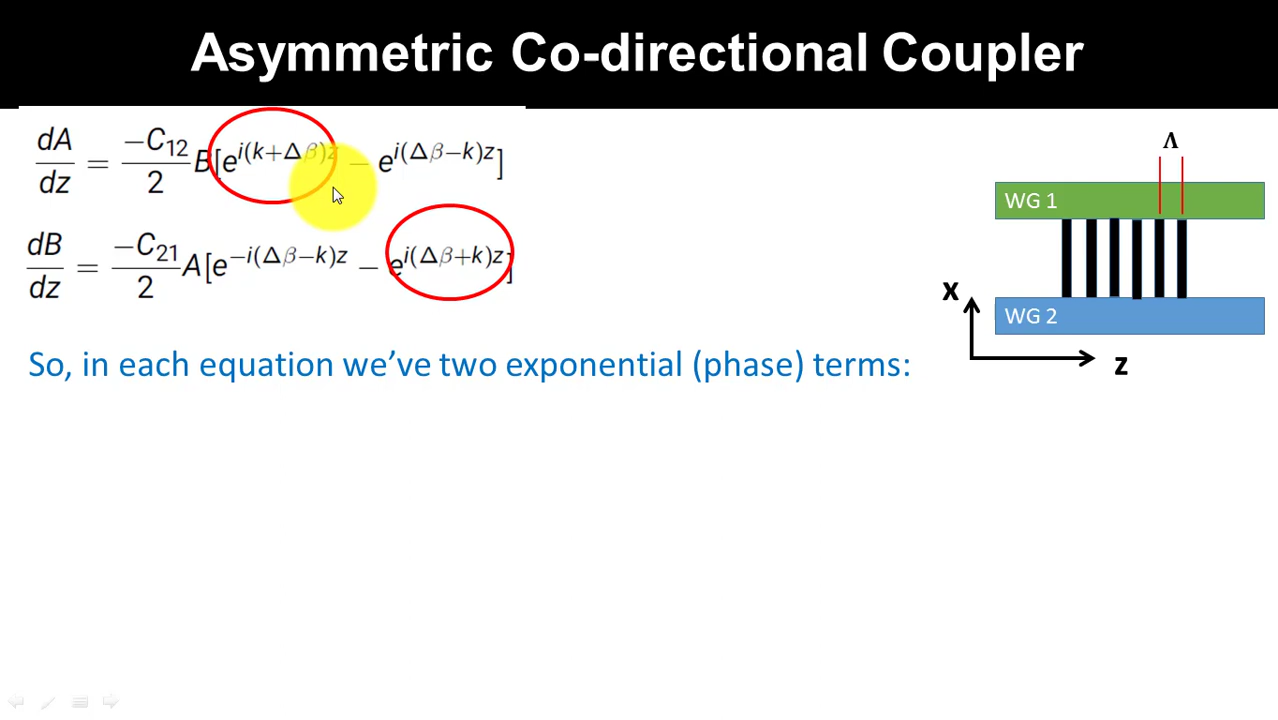 Asymmetric Co-directional Coupler
dA/dz = −C₁₂/2 B[e^{i(k+Δβ)z} − e^{i(Δβ−k)z}]
dB/dz = −C₂₁/2 A[e^{−i(Δβ−k)z} − e^{i(Δβ+k)z}]
So, in each equation we’ve two exponential (phase) terms:
Λ
WG 1
WG 2
x
z